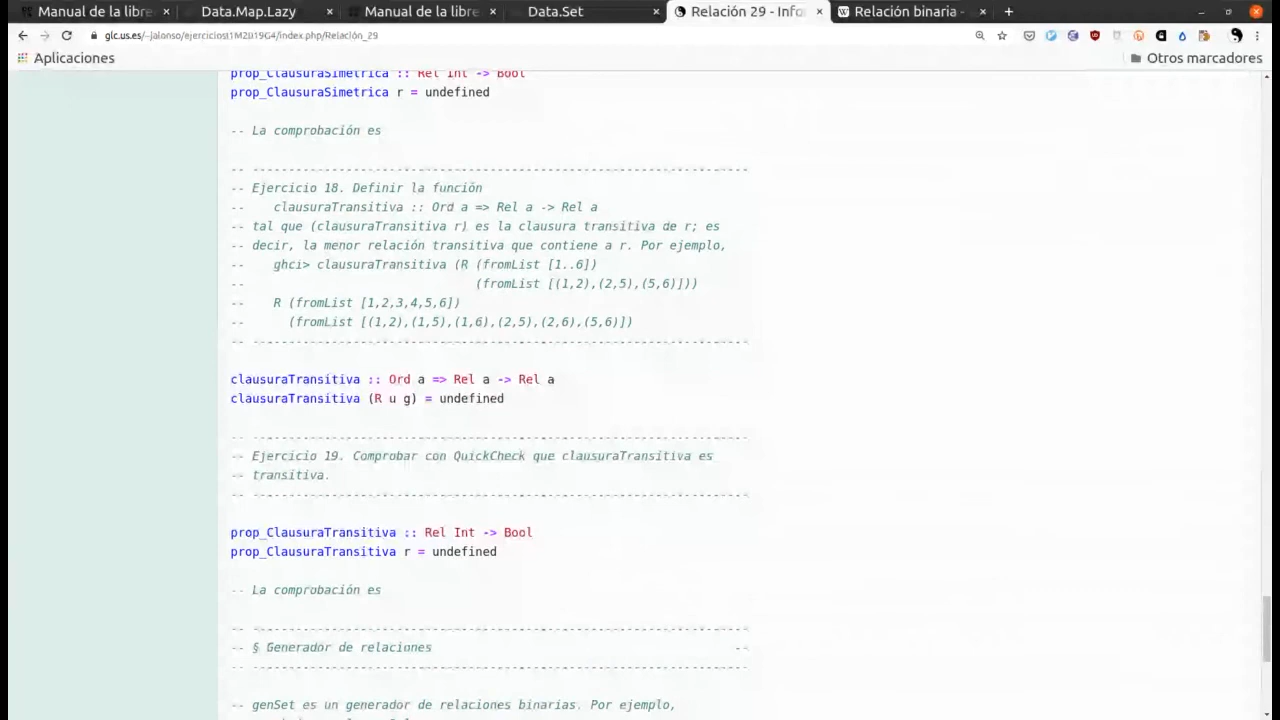 Manual de la libre
Data.Map.Lazy
Manual de la libre
Data.Set
Relación 29 - Info
Relación binaria -
glc.us.es/~jalonso/ejerciciosI1M2019G4/index.php/Relación_29
Aplicaciones
Otros marcadores
prop_ClausuraSimetrica :: Rel Int -> Bool
prop_ClausuraSimetrica r = undefined
-- La comprobación es
-- ---------------------------------------------------------------------
-- Ejercicio 18. Definir la función
--    clausuraTransitiva :: Ord a => Rel a -> Rel a
-- tal que (clausuraTransitiva r) es la clausura transitiva de r; es
-- decir, la menor relación transitiva que contiene a r. Por ejemplo,
--    ghci> clausuraTransitiva (R (fromList [1..6])
--                                (fromList [(1,2),(2,5),(5,6)]))
--    R (fromList [1,2,3,4,5,6])
--      (fromList [(1,2),(1,5),(1,6),(2,5),(2,6),(5,6)])
-- ---------------------------------------------------------------------
clausuraTransitiva :: Ord a => Rel a -> Rel a
clausuraTransitiva (R u g) = undefined
-- ---------------------------------------------------------------------
-- Ejercicio 19. Comprobar con QuickCheck que clausuraTransitiva es
-- transitiva.
-- ---------------------------------------------------------------------
prop_ClausuraTransitiva :: Rel Int -> Bool
prop_ClausuraTransitiva r = undefined
-- La comprobación es
-- ---------------------------------------------------------------------
-- § Generador de relaciones --
-- ---------------------------------------------------------------------
-- genSet es un generador de relaciones binarias. Por ejemplo,